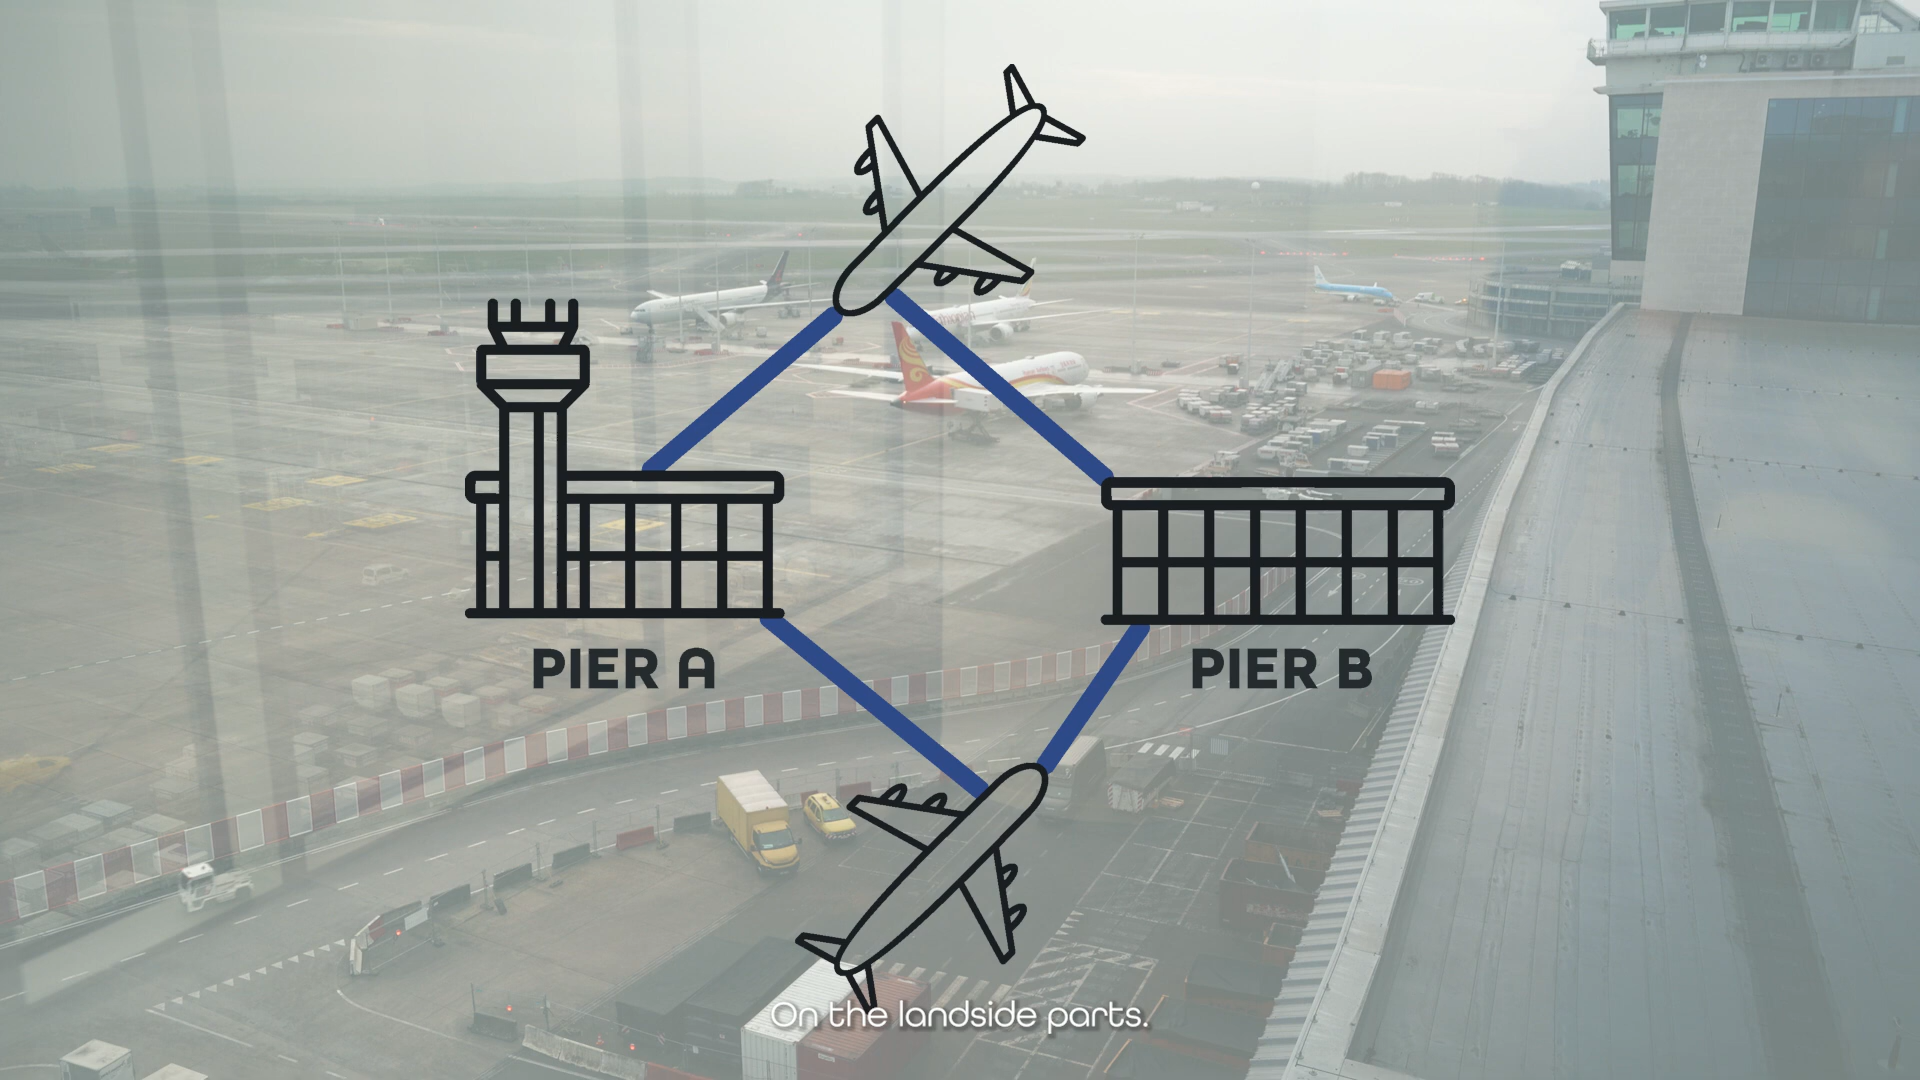 PIER A
PIER B
On the landside parts.